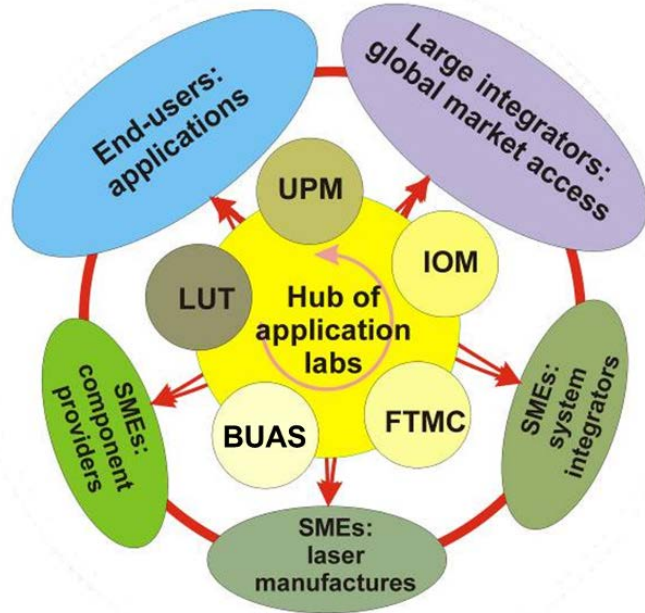 End-users:
applications
Large integrators:
global market access
UPM
IOM
LUT
Hub of
application
labs
BUAS
FTMC
SMEs:
component
providers
SMEs:
system
integrators
SMEs:
laser
manufactures